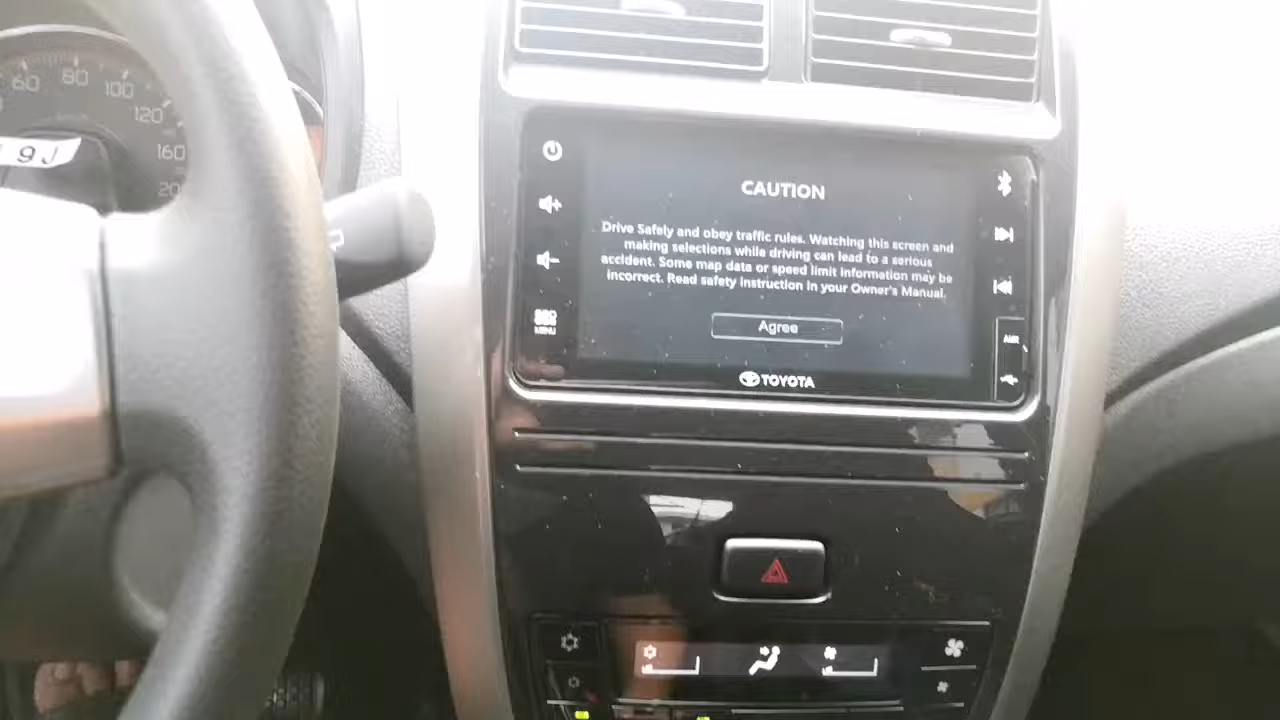 60
80
100
120
160
9J
CAUTION
Drive Safely and obey traffic rules. Watching this screen and
making selections while driving can lead to a serious
accident. Some map data or speed limit information may be
incorrect. Read safety instruction in your Owner's Manual.
Agree
MENU
TOYOTA